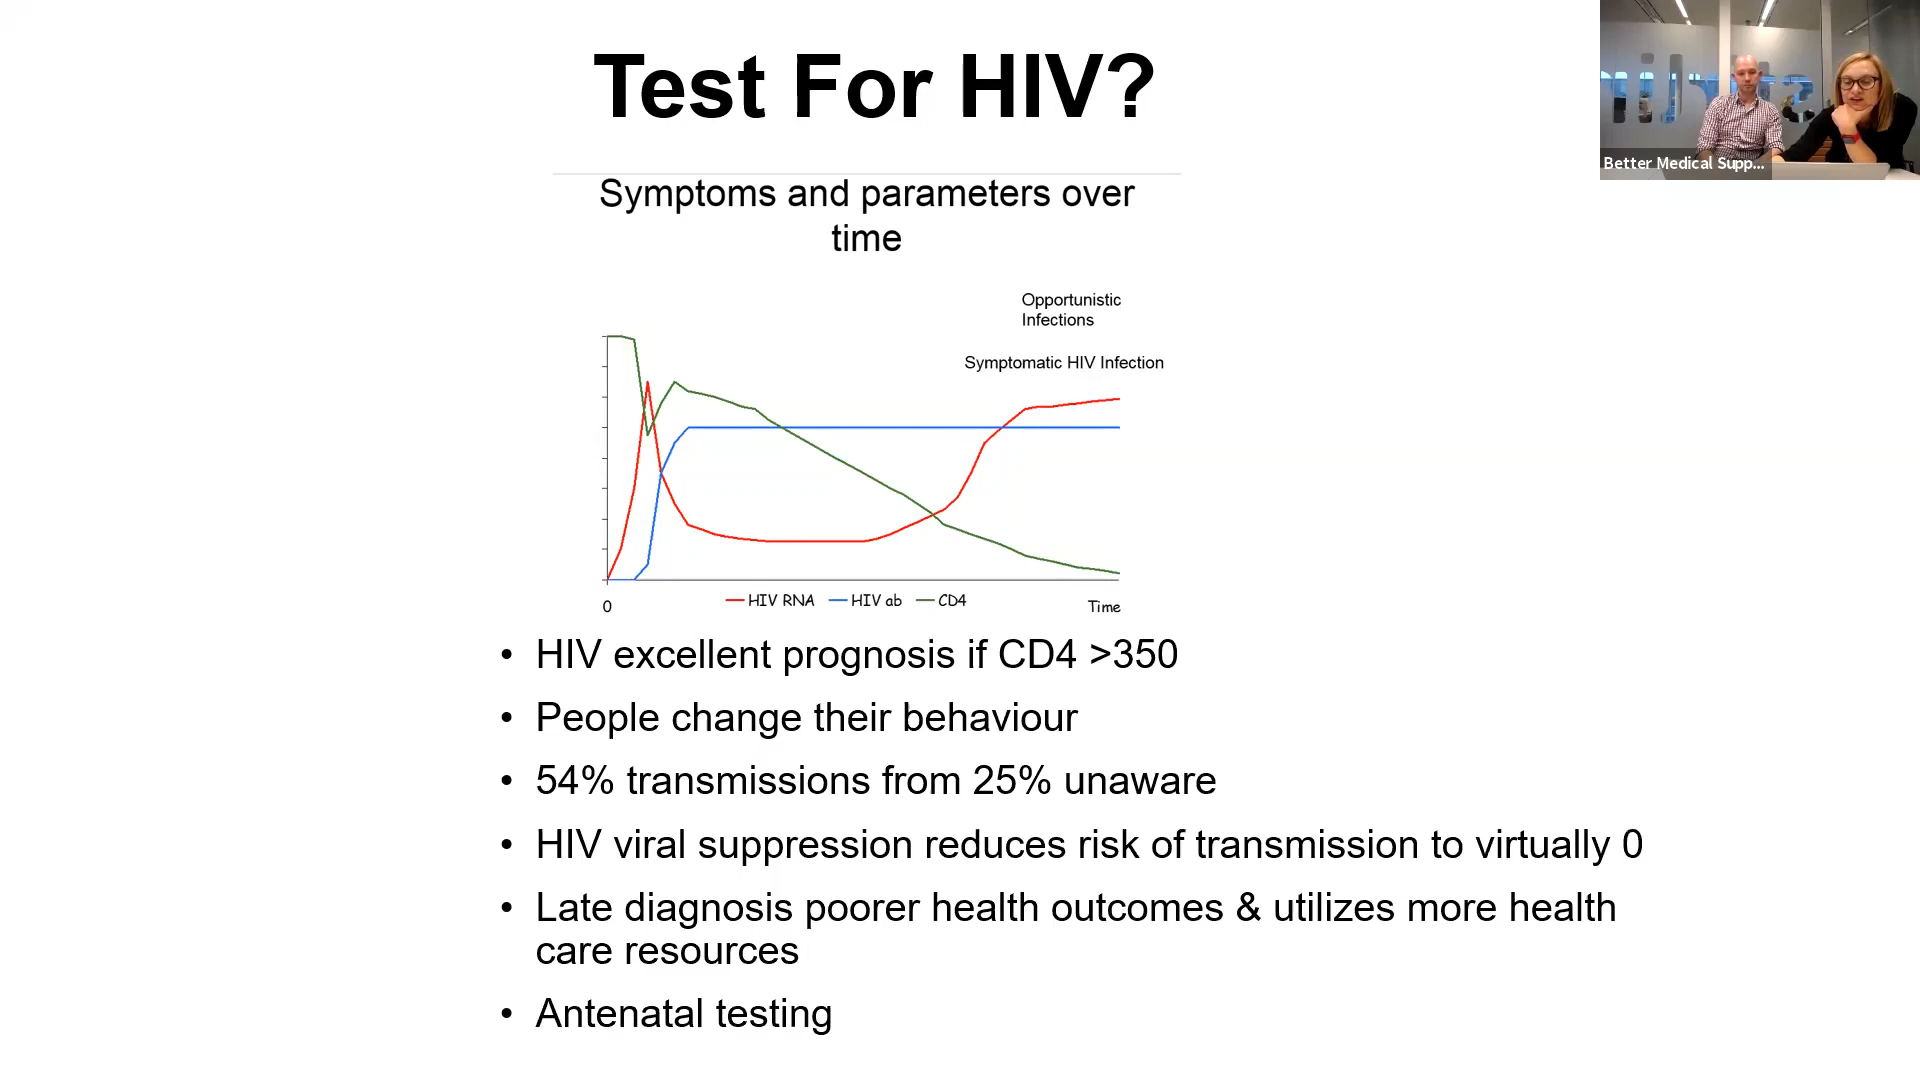 Test For HIV?
Symptoms and parameters over
time
Opportunistic
Infections
Symptomatic HIV Infection
HIV RNA HIV ab CD4
0 Time
• HIV excellent prognosis if CD4 >350
• People change their behaviour
• 54% transmissions from 25% unaware
• HIV viral suppression reduces risk of transmission to virtually 0
• Late diagnosis poorer health outcomes & utilizes more health
care resources
• Antenatal testing
Better Medical Supp...